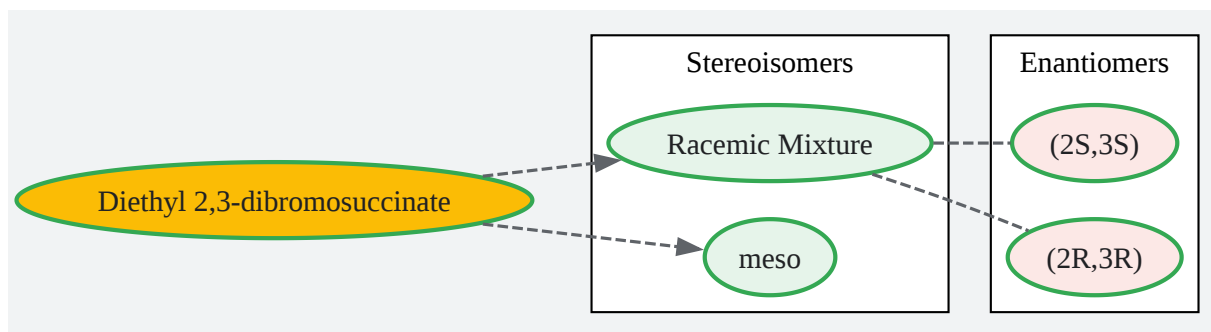 Stereoisomers
Enantiomers
Racemic Mixture
(2S,3S)
Diethyl 2,3-dibromosuccinate
meso
(2R,3R)